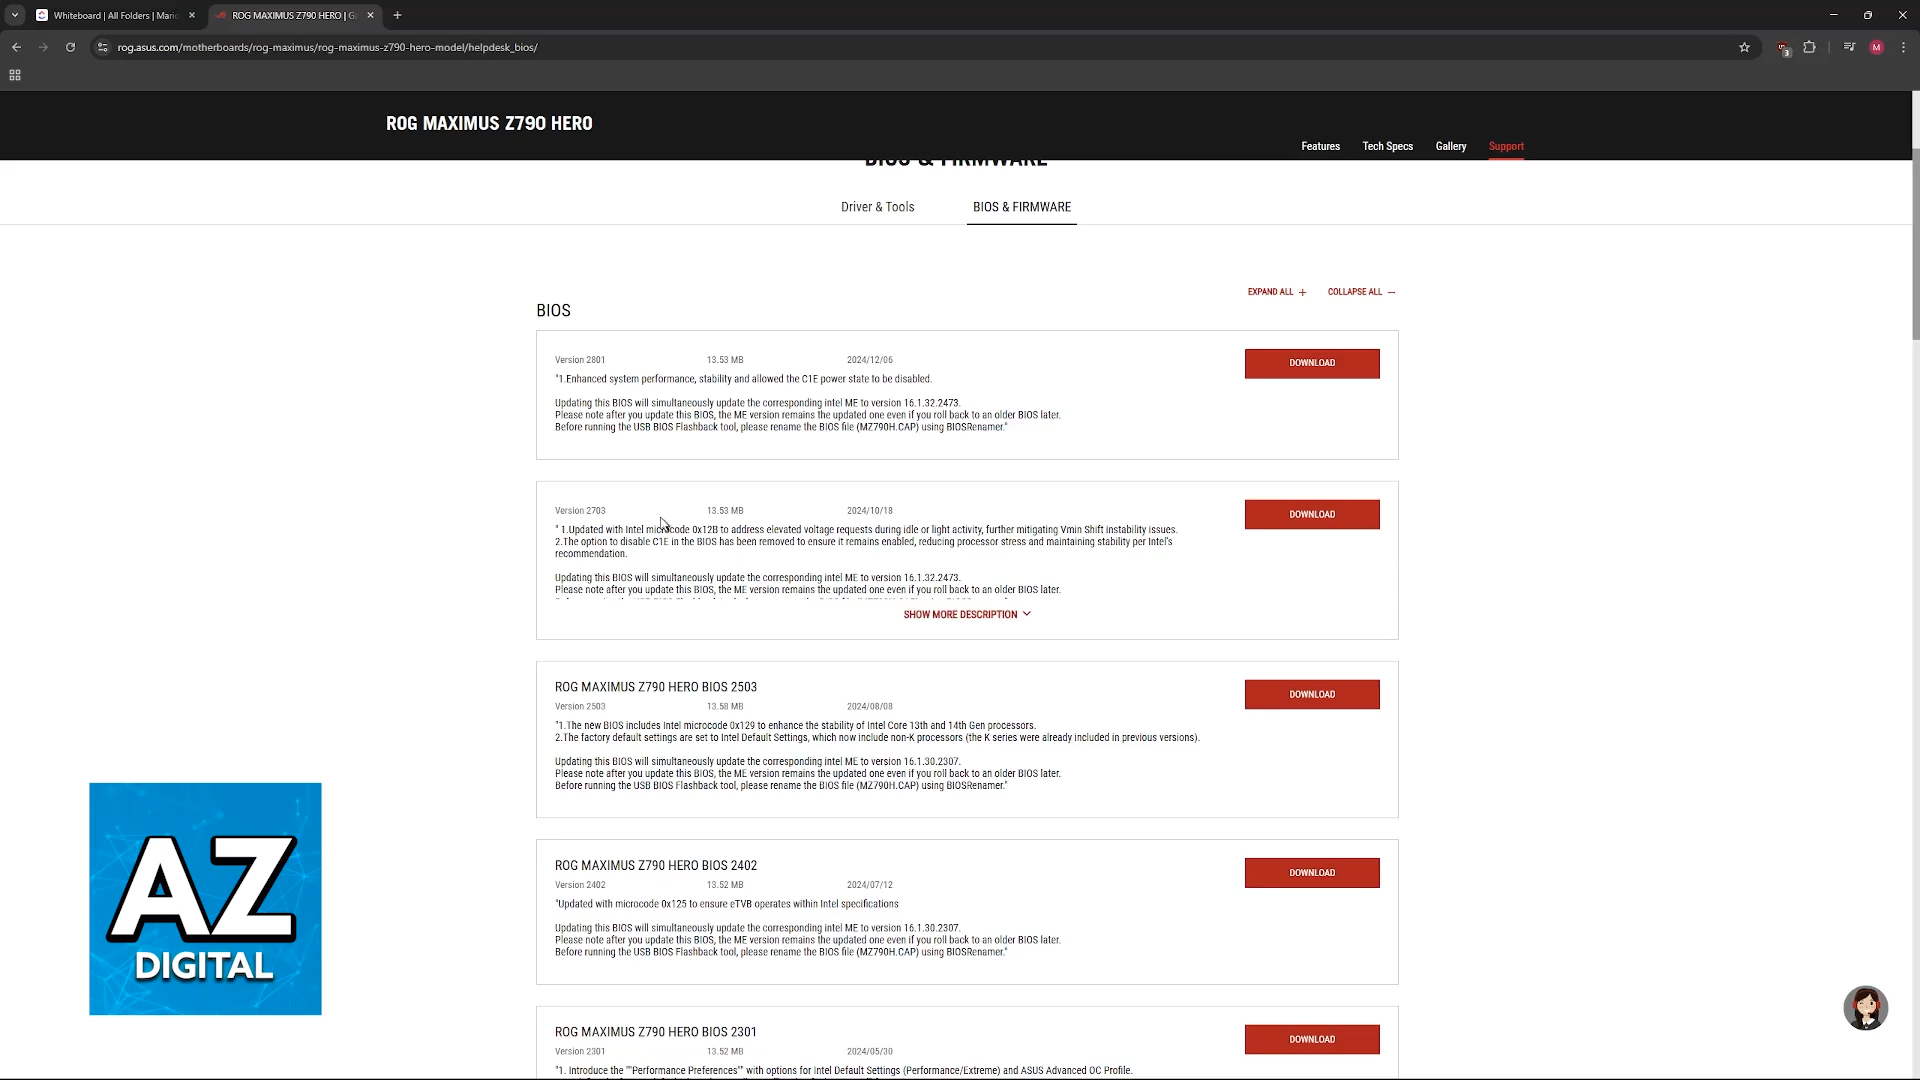 Whiteboard | All Folders | Mario
ROG MAXIMUS Z790 HERO | Ga
rog.asus.com/motherboards/rog-maximus/rog-maximus-z790-hero-model/helpdesk_bios/
3
M
ROG MAXIMUS Z790 HERO
Features
Tech Specs
Gallery
Support
BIOS & FIRMWARE
Driver & Tools
BIOS & FIRMWARE
EXPAND ALL +
COLLAPSE ALL −
BIOS
Version 2801
13.53 MB
2024/12/06
DOWNLOAD
"1.Enhanced system performance, stability and allowed the C1E power state to be disabled.
Updating this BIOS will simultaneously update the corresponding intel ME to version 16.1.32.2473.
Please note after you update this BIOS, the ME version remains the updated one even if you roll back to an older BIOS later.
Before running the USB BIOS Flashback tool, please rename the BIOS file (MZ790H.CAP) using BIOSRenamer."
Version 2703
13.53 MB
2024/10/18
DOWNLOAD
" 1.Updated with Intel microcode 0x12B to address elevated voltage requests during idle or light activity, further mitigating Vmin Shift instability issues.
2.The option to disable C1E in the BIOS has been removed to ensure it remains enabled, reducing processor stress and maintaining stability per Intel's
recommendation.
Updating this BIOS will simultaneously update the corresponding intel ME to version 16.1.32.2473.
Please note after you update this BIOS, the ME version remains the updated one even if you roll back to an older BIOS later.
SHOW MORE DESCRIPTION
ROG MAXIMUS Z790 HERO BIOS 2503
Version 2503
13.58 MB
2024/08/08
DOWNLOAD
"1.The new BIOS includes Intel microcode 0x129 to enhance the stability of Intel Core 13th and 14th Gen processors.
2.The factory default settings are set to Intel Default Settings, which now include non-K processors (the K series were already included in previous versions).
Updating this BIOS will simultaneously update the corresponding intel ME to version 16.1.30.2307.
Please note after you update this BIOS, the ME version remains the updated one even if you roll back to an older BIOS later.
Before running the USB BIOS Flashback tool, please rename the BIOS file (MZ790H.CAP) using BIOSRenamer."
ROG MAXIMUS Z790 HERO BIOS 2402
Version 2402
13.52 MB
2024/07/12
DOWNLOAD
"Updated with microcode 0x125 to ensure eTVB operates within Intel specifications
Updating this BIOS will simultaneously update the corresponding intel ME to version 16.1.30.2307.
Please note after you update this BIOS, the ME version remains the updated one even if you roll back to an older BIOS later.
Before running the USB BIOS Flashback tool, please rename the BIOS file (MZ790H.CAP) using BIOSRenamer."
AZ
DIGITAL
ROG MAXIMUS Z790 HERO BIOS 2301
Version 2301
13.52 MB
2024/05/30
DOWNLOAD
"1. Introduce the ""Performance Preferences"" with options for Intel Default Settings (Performance/Extreme) and ASUS Advanced OC Profile.